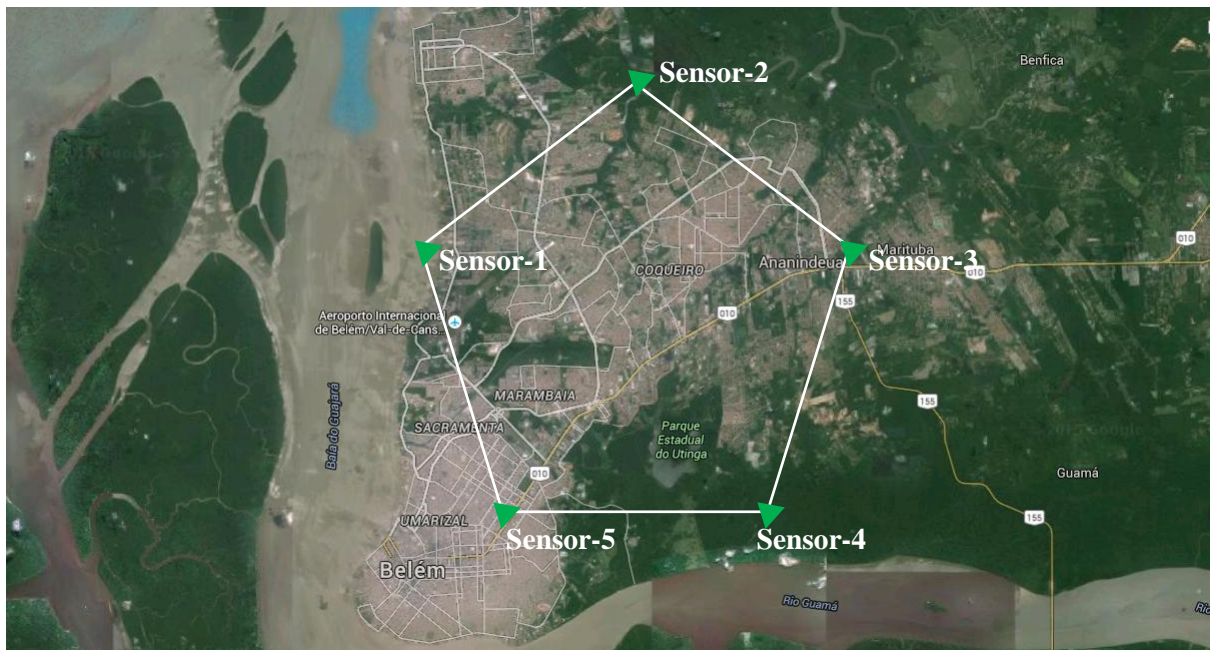 Benfica
Sensor-2
Sensor-1
COQUEIRO
Ananindeua
Marituba
Sensor-3
010
010
155
Aeroporto Internacional
de Belém/Val-de-Cans...
010
MARAMBAIA
SACRAMENTA
Baía do Guajará
Parque
Estadual
do Utinga
155
Guamá
010
UMARIZAL
Sensor-5
Sensor-4
155
Belém
Rio Guamá